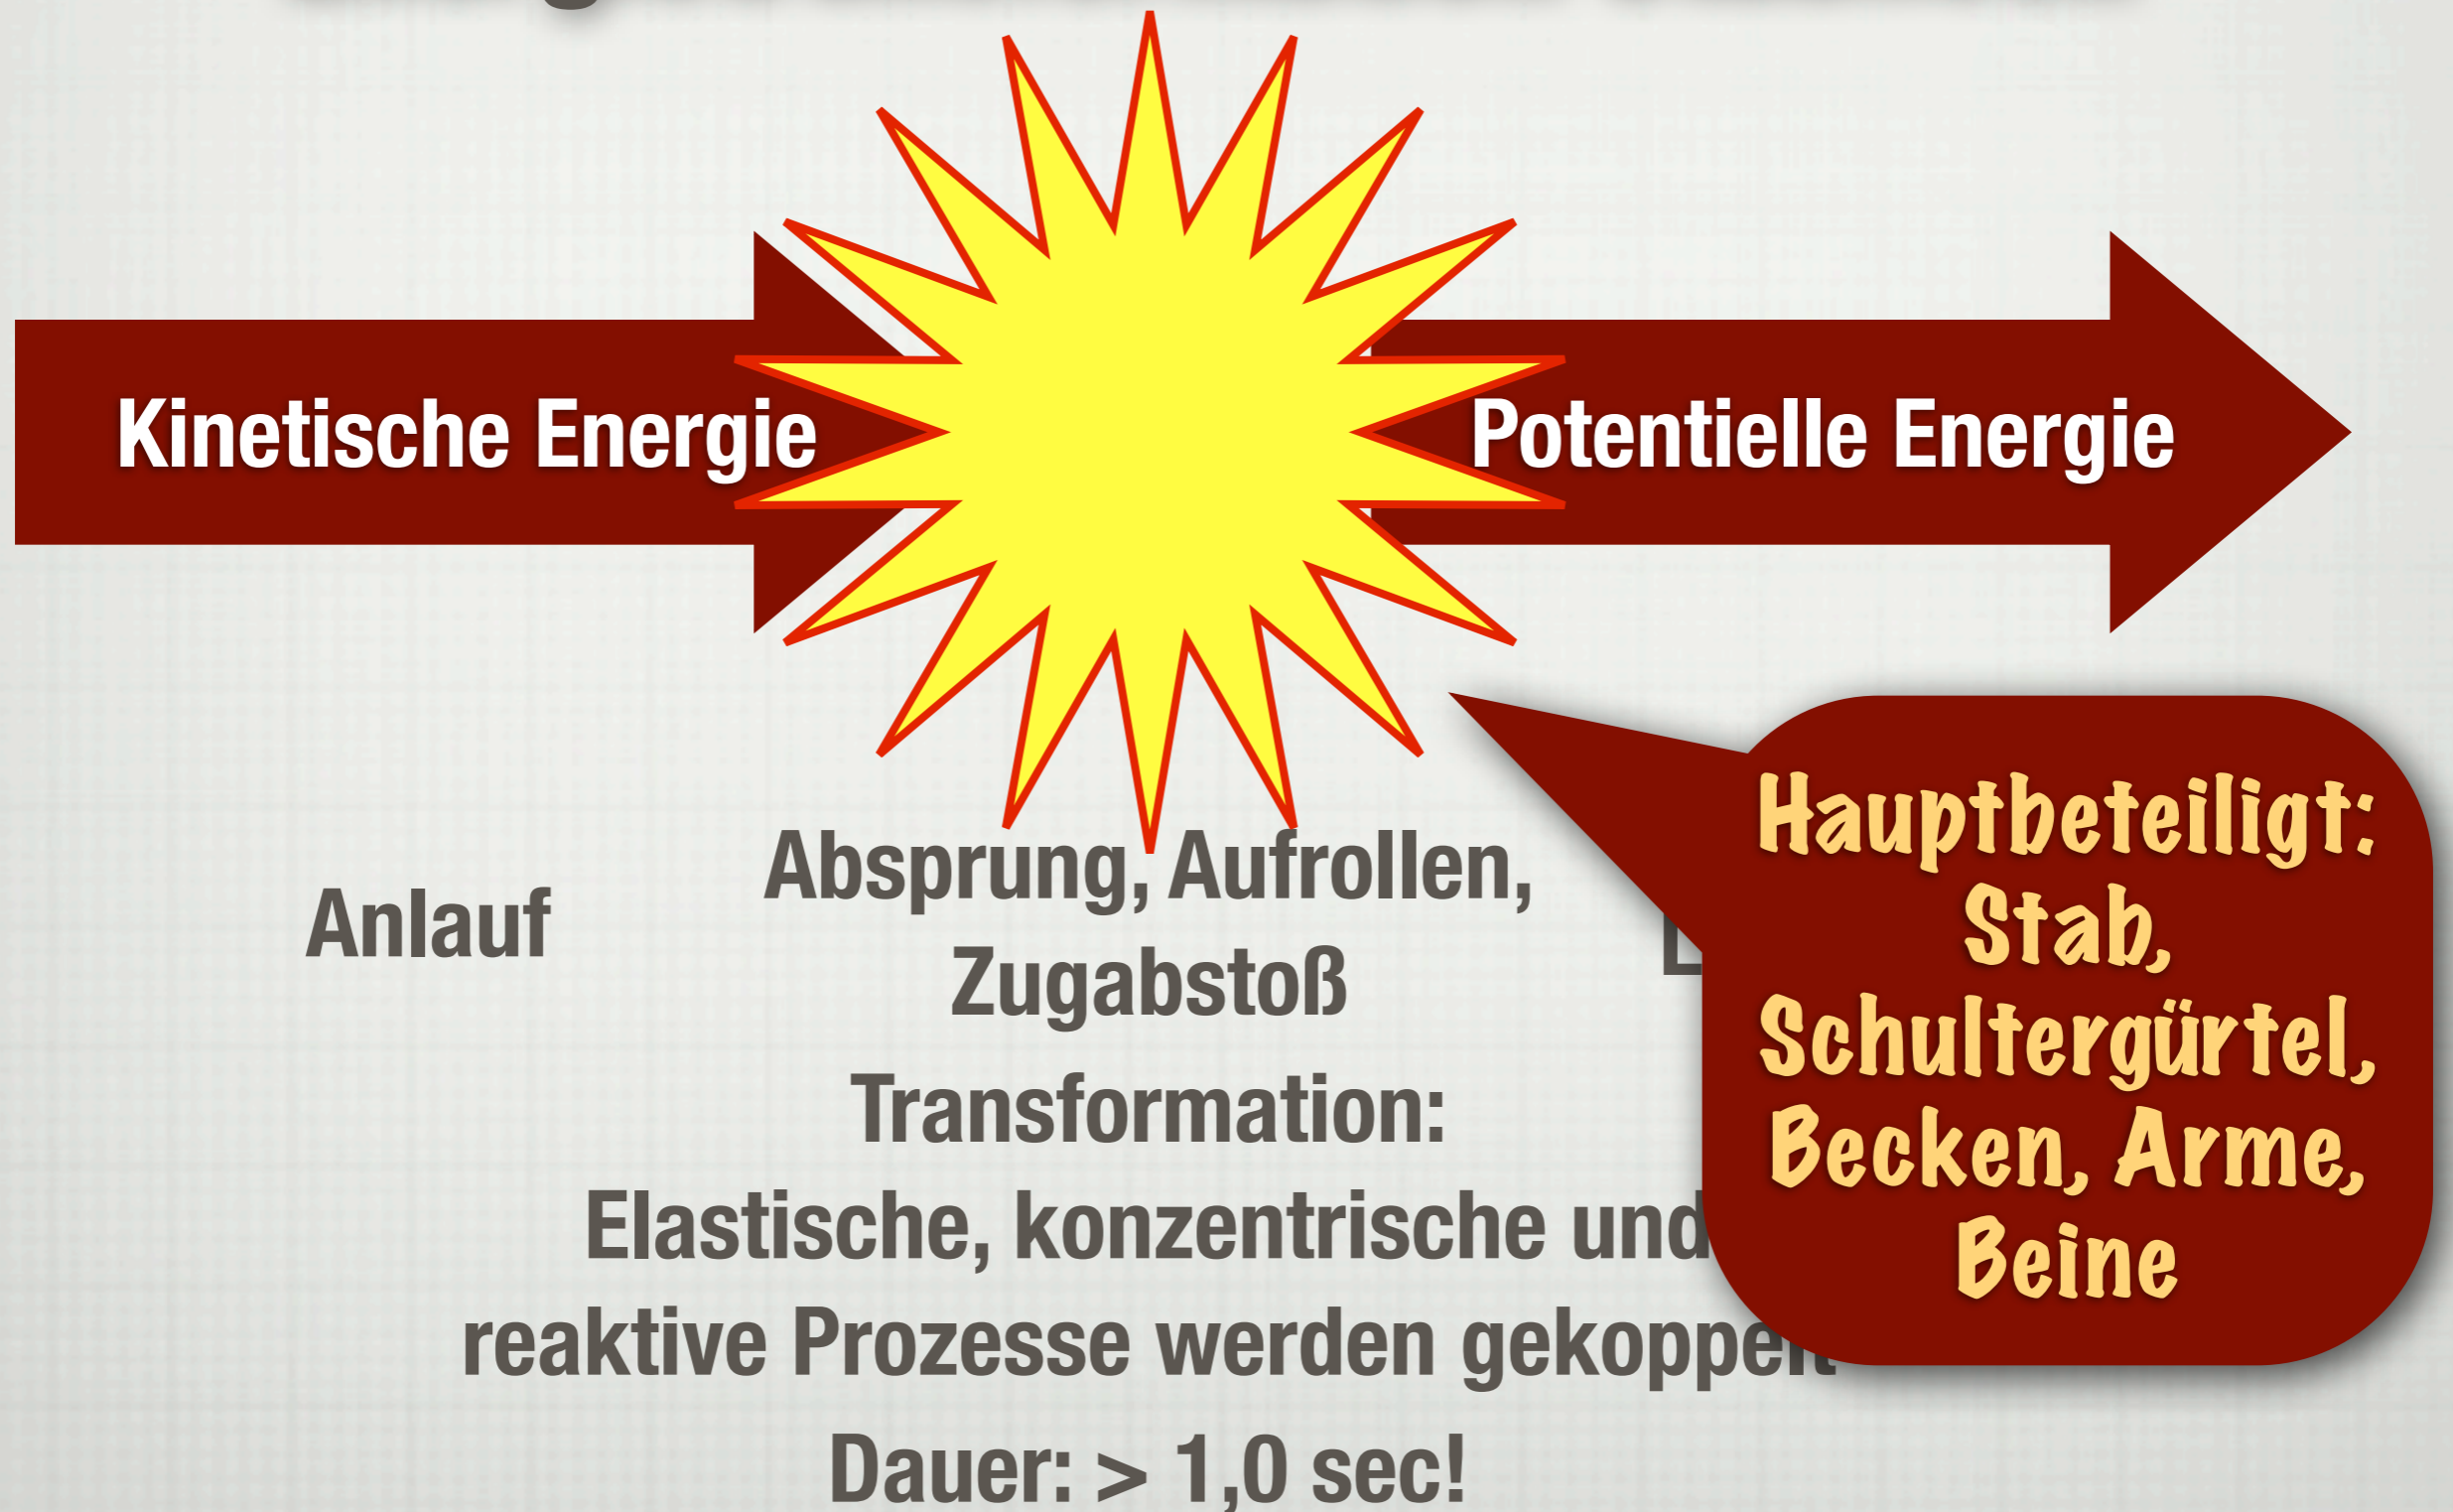 Kinetische Energie
Potentielle Energie
Anlauf
Absprung, Aufrollen,
Zugabstoß
Transformation:
Elastische, konzentrische und
reaktive Prozesse werden gekoppelt
Dauer: > 1,0 sec!
Hauptbeteiligt:
Stab,
Schultergürtel,
Becken, Arme,
Beine